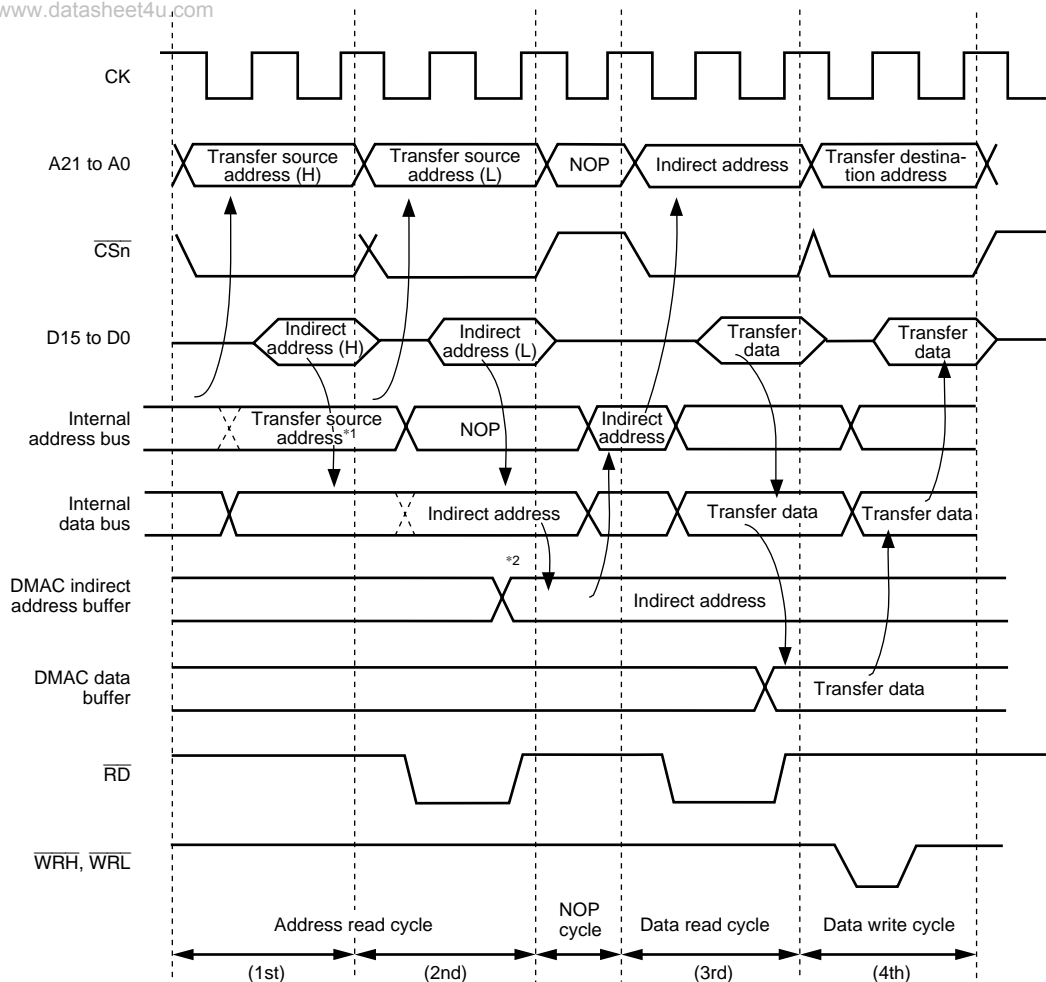 www.datasheet4u.com
CK
A21 to A0
Transfer source
address (H)
Transfer source
address (L)
NOP
Indirect address
Transfer destina-
tion address
CSn
D15 to D0
Indirect
address (H)
Indirect
address (L)
Transfer
data
Transfer
data
Internal
address bus
Transfer source
address*1
NOP
Indirect
address
Internal
data bus
Indirect address
Transfer data
Transfer data
*2
DMAC indirect
address buffer
Indirect address
DMAC data
buffer
Transfer data
RD
WRH, WRL
Address read cycle
NOP
cycle
Data read cycle
Data write cycle
(1st)
(2nd)
(3rd)
(4th)